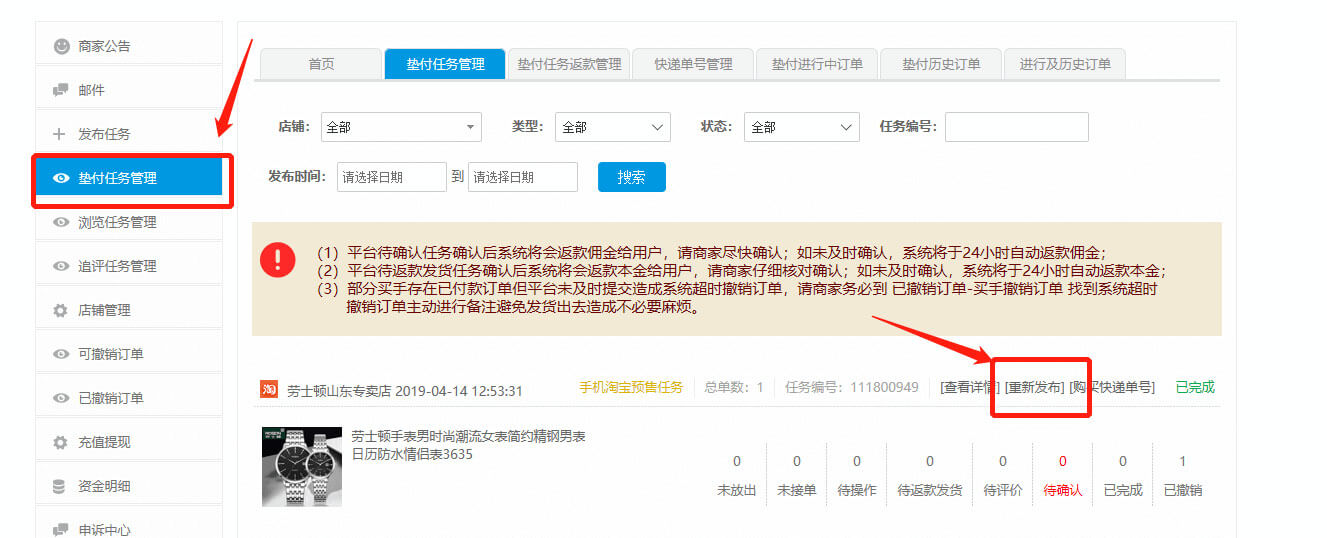 商家公告
邮件
发布任务
垫付任务管理
浏览任务管理
追评任务管理
店铺管理
可撤销订单
已撤销订单
充值提现
资金明细
申诉中心
首页 垫付任务管理 垫付任务返款管理 快递单号管理 垫付进行中订单 垫付历史订单 进行及历史订单
店铺： 全部 类型： 全部 状态： 全部 任务编号：
发布时间： 请选择日期 到 请选择日期 搜索
（1）平台待确认任务确认后系统将会返款佣金给用户，请商家尽快确认；如未及时确认，系统将于24小时自动返款佣金；
（2）平台待返款发货任务确认后系统将会返款本金给用户，请商家仔细核对确认；如未及时确认，系统将于24小时自动返款本金；
（3）部分买手存在已付款订单但平台未及时提交造成系统超时撤销订单，请商家务必到 已撤销订单-买手撤销订单 找到系统超时
撤销订单主动进行备注避免发货出去造成不必要麻烦。
淘 劳士顿山东专卖店 2019-04-14 12:53:31 手机淘宝预售任务 总单数：1 任务编号：111800949 [查看详情] [重新发布] [购买快递单号] 已完成
劳士顿手表男时尚潮流女表简约精钢男表
日历防水情侣表3635
0 0 0 0 0 0 0 1
未放出 未接单 待操作 待返款发货 待评价 待确认 已完成 已撤销